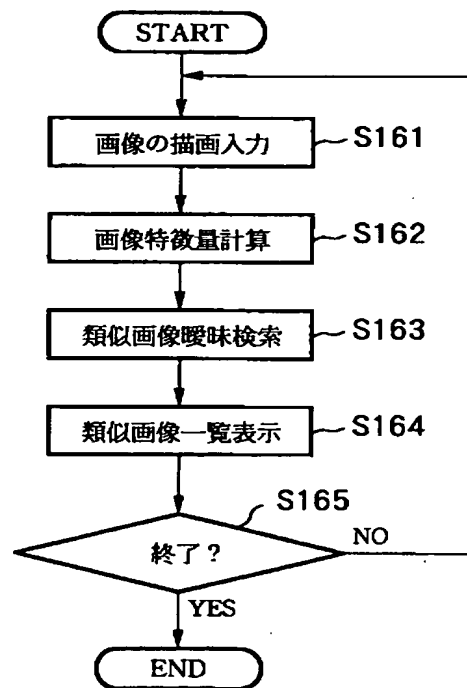 START
画像の描画入力
S161
画像特徴量計算
S162
類似画像曖昧検索
S163
類似画像一覧表示
S164
S165
終了?
NO
YES
END